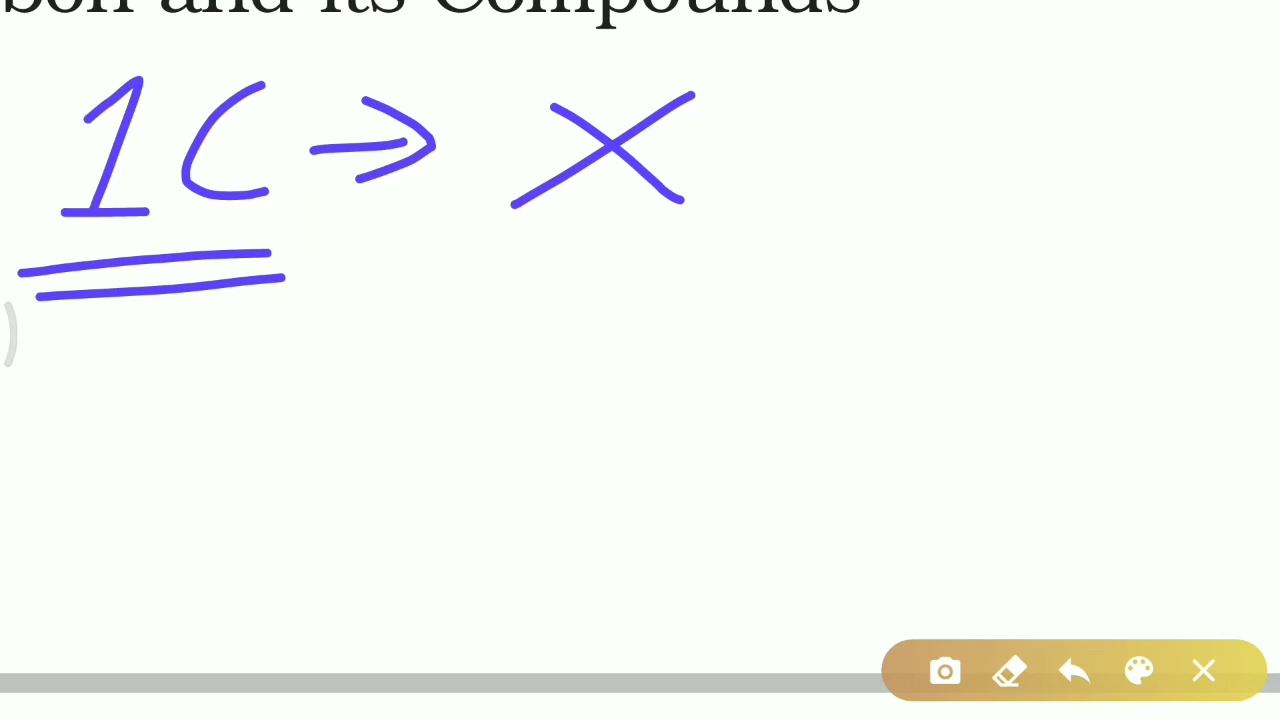 bon and its Compounds
1C → X